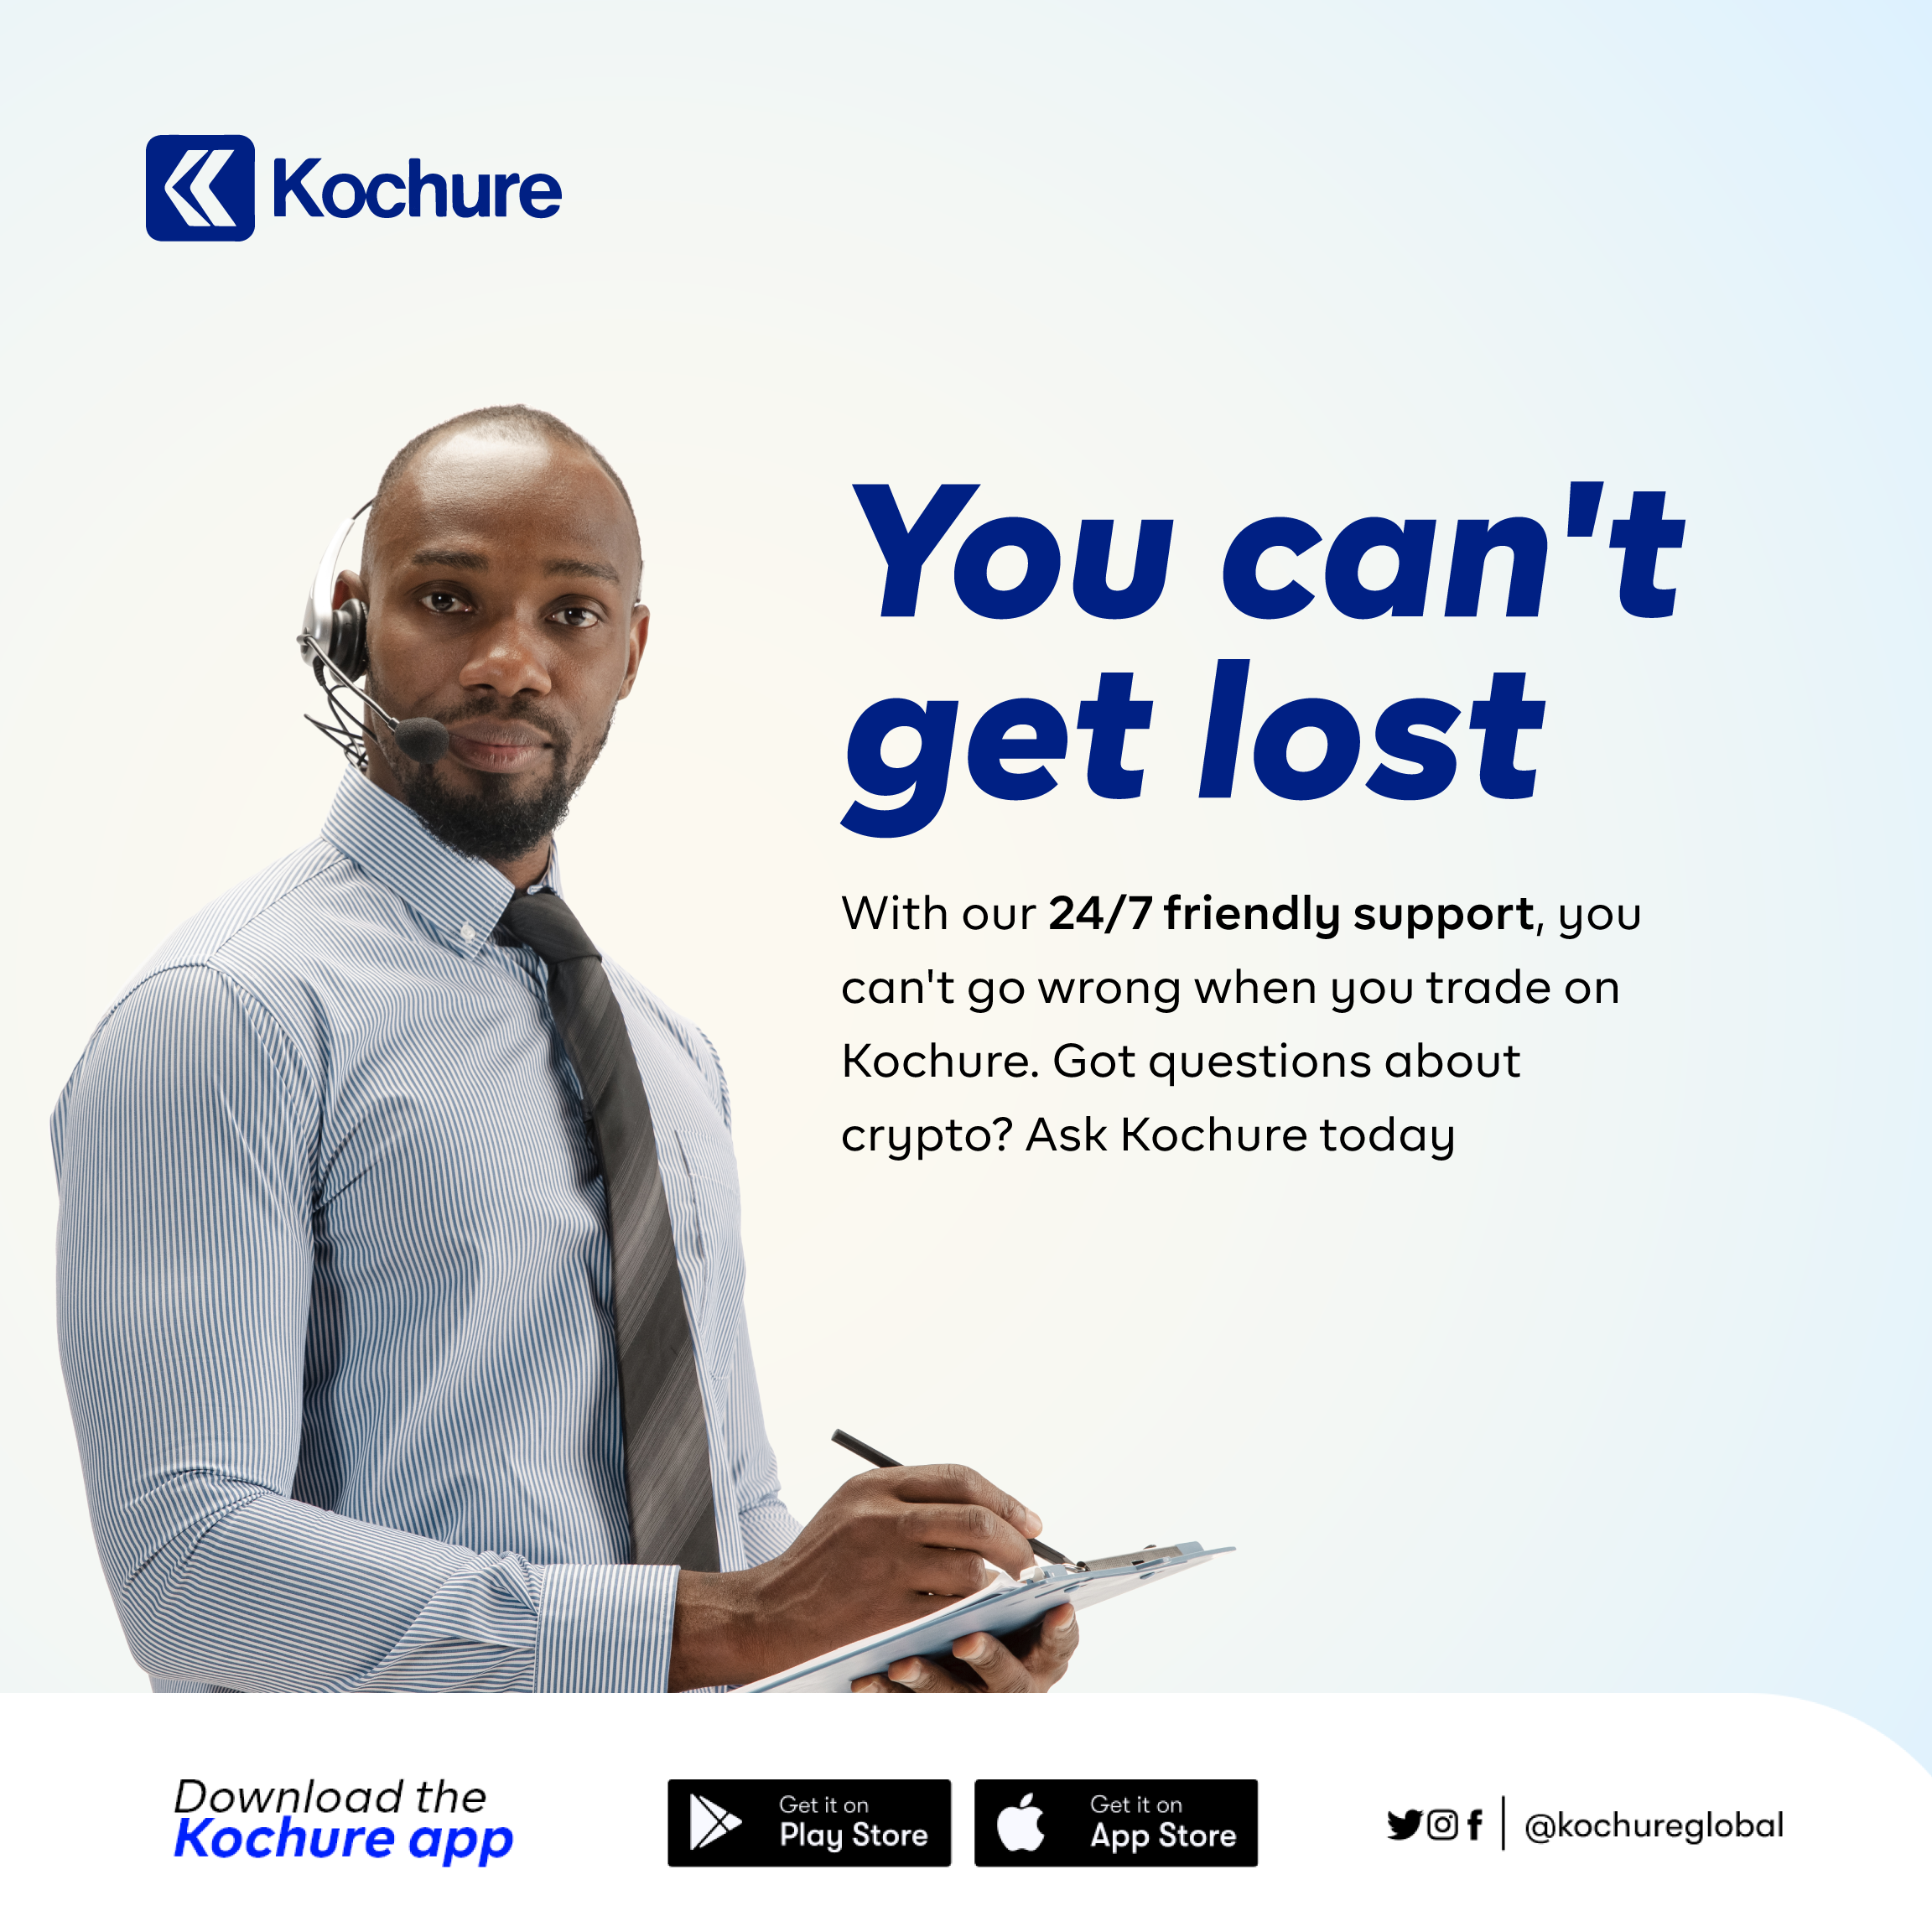 Kochure
You can't
get lost
With our 24/7 friendly support, you
can't go wrong when you trade on
Kochure. Got questions about
crypto? Ask Kochure today
Download the
Kochure app
Get it on
Play Store
Get it on
App Store
@kochureglobal